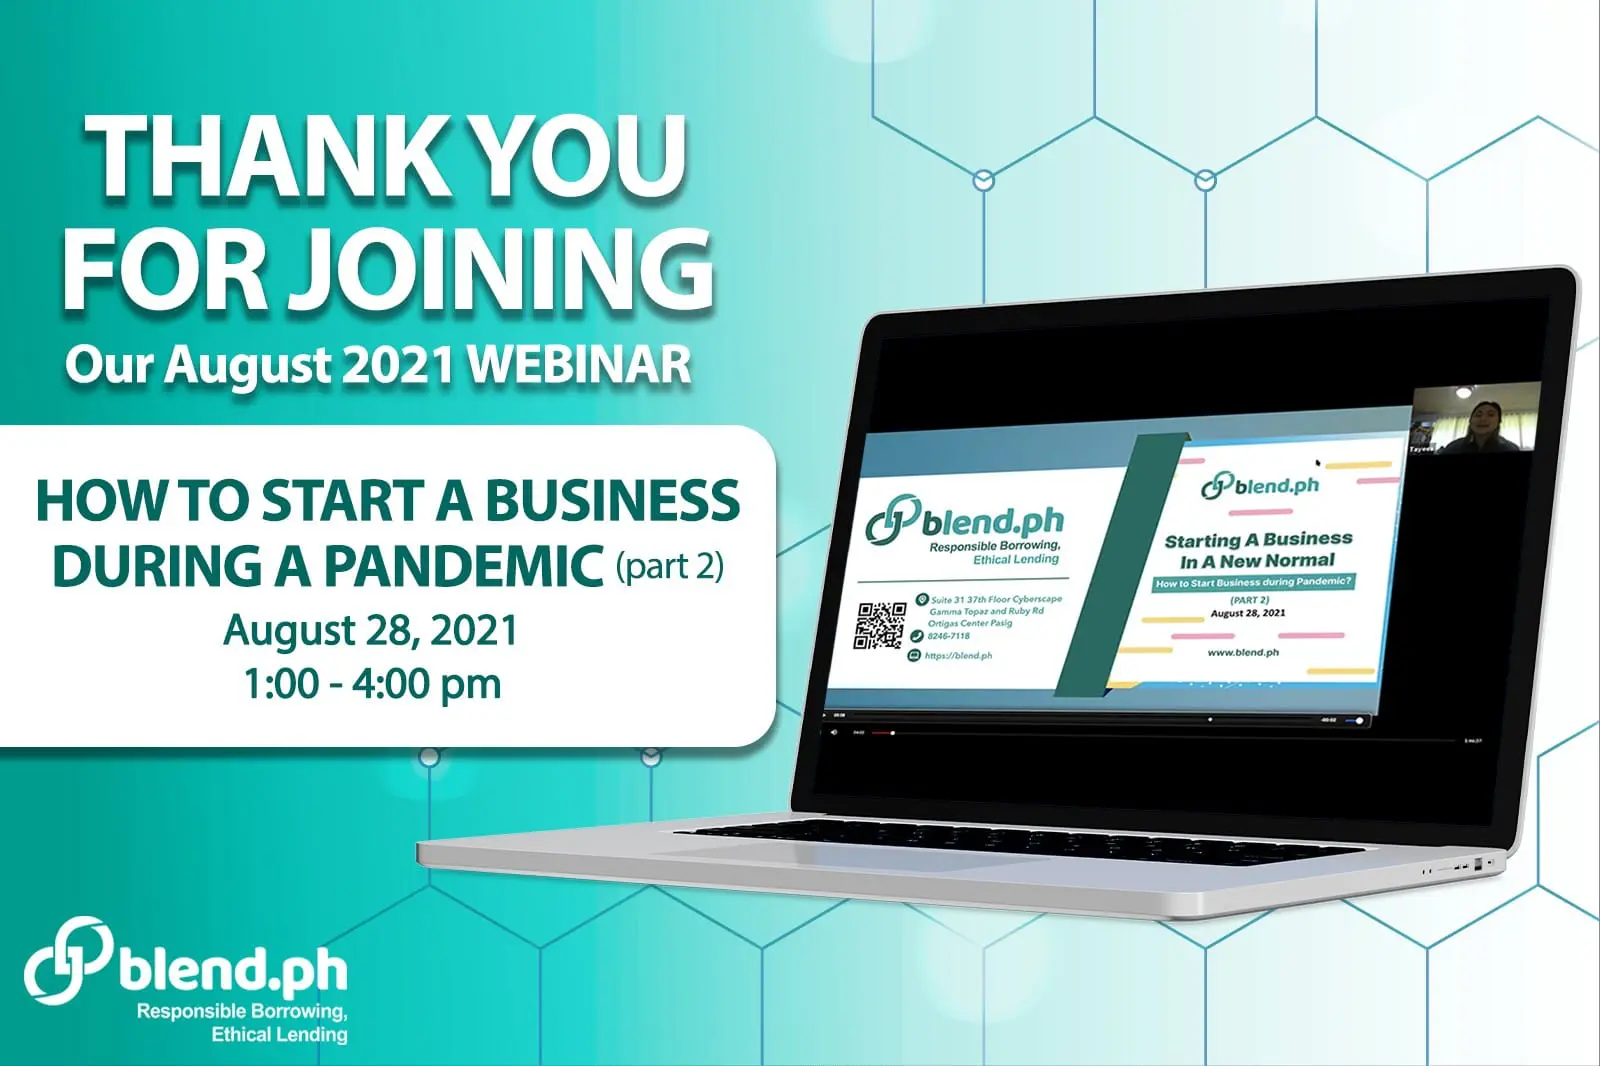 THANK YOU
FOR JOINING
Our August 2021 WEBINAR
HOW TO START A BUSINESS
DURING A PANDEMIC (part 2)
August 28, 2021
1:00 - 4:00 pm
blend.ph
Responsible Borrowing,
Ethical Lending
Suite 31 37th Floor Cyberscape
Gamma Topaz and Ruby Rd
Ortigas Center Pasig
8246-7118
https://blend.ph
blend.ph
Starting A Business
In A New Normal
How to Start Business during Pandemic?
(PART 2)
August 28, 2021
www.blend.ph
blend.ph
Responsible Borrowing,
Ethical Lending